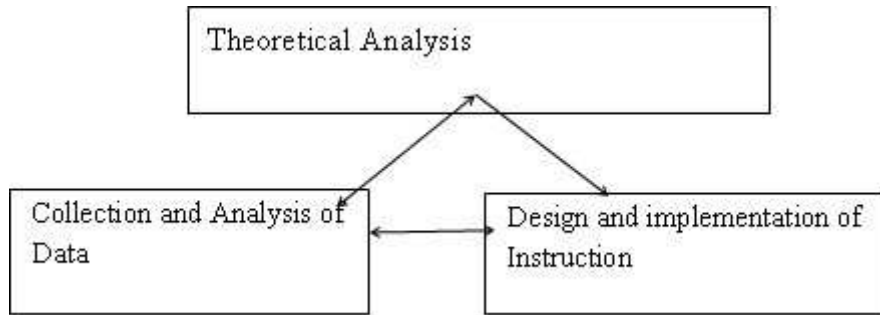 Theoretical Analysis
Collection and Analysis of
Data
Design and implementation of
Instruction